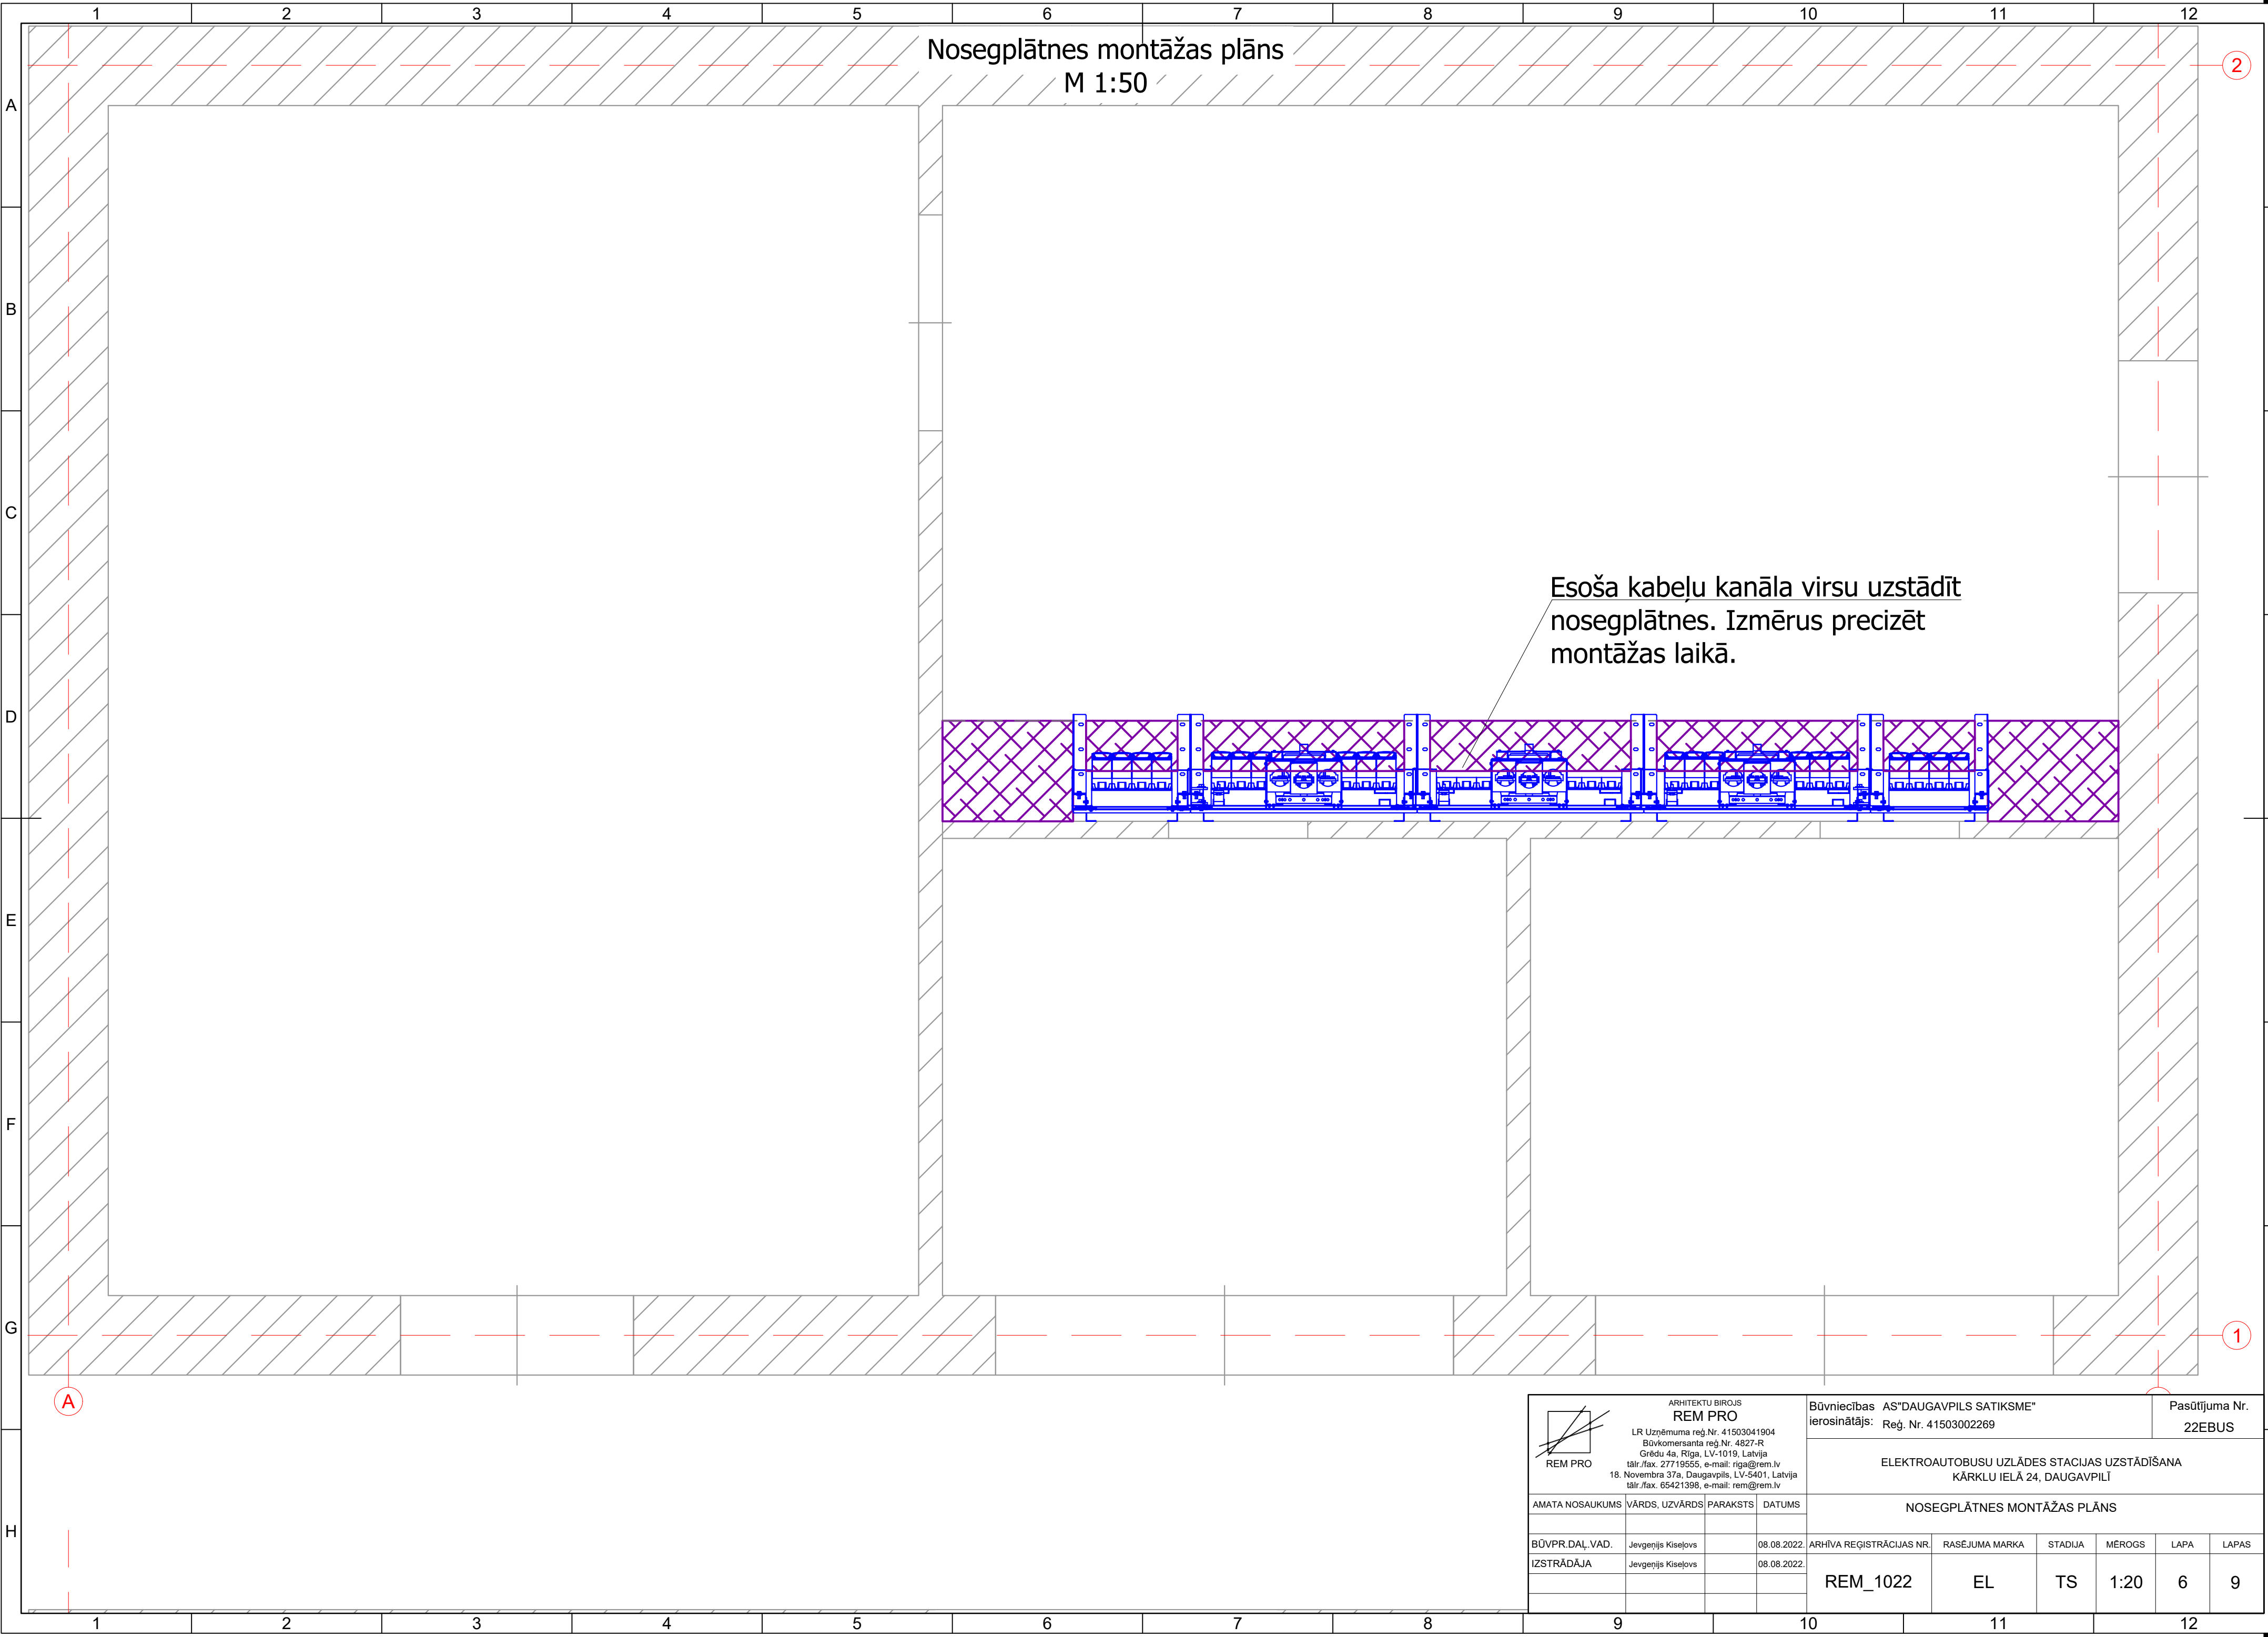 1 2 3 4 5 6 7 8 9 10 11 12
Nosegplātnes montāžas plāns
M 1:50
2
A
B
C
D
E
F
G
H
Esoša kabeļu kanāla virsu uzstādīt
nosegplātnes. Izmērus precizēt
montāžas laikā.
1
A
REM PRO
ARHITEKTU BIROJS
REM PRO
LR Uzņēmuma reģ.Nr. 41503041904
Būvkomersanta reģ.Nr. 4827-R
Grēdu 4a, Rīga, LV-1019, Latvija
tālr./fax. 27719555, e-mail: riga@rem.lv
18. Novembra 37a, Daugavpils, LV-5401, Latvija
tālr./fax. 65421398, e-mail: rem@rem.lv
Būvniecības AS"DAUGAVPILS SATIKSME"
ierosinātājs: Reģ. Nr. 41503002269
Pasūtījuma Nr.
22EBUS
ELEKTROAUTOBUSU UZLĀDES STACIJAS UZSTĀDĪŠANA
KĀRKLU IELĀ 24, DAUGAVPILĪ
AMATA NOSAUKUMS VĀRDS, UZVĀRDS PARAKSTS DATUMS
NOSEGPLĀTNES MONTĀŽAS PLĀNS
BŪVPR.DAĻ.VAD. Jevgeņijs Kiseļovs 08.08.2022.
IZSTRĀDĀJA Jevgeņijs Kiseļovs 08.08.2022.
ARHĪVA REĢISTRĀCIJAS NR. RASĒJUMA MARKA STADIJA MĒROGS LAPA LAPAS
REM_1022 EL TS 1:20 6 9
1 2 3 4 5 6 7 8 9 10 11 12